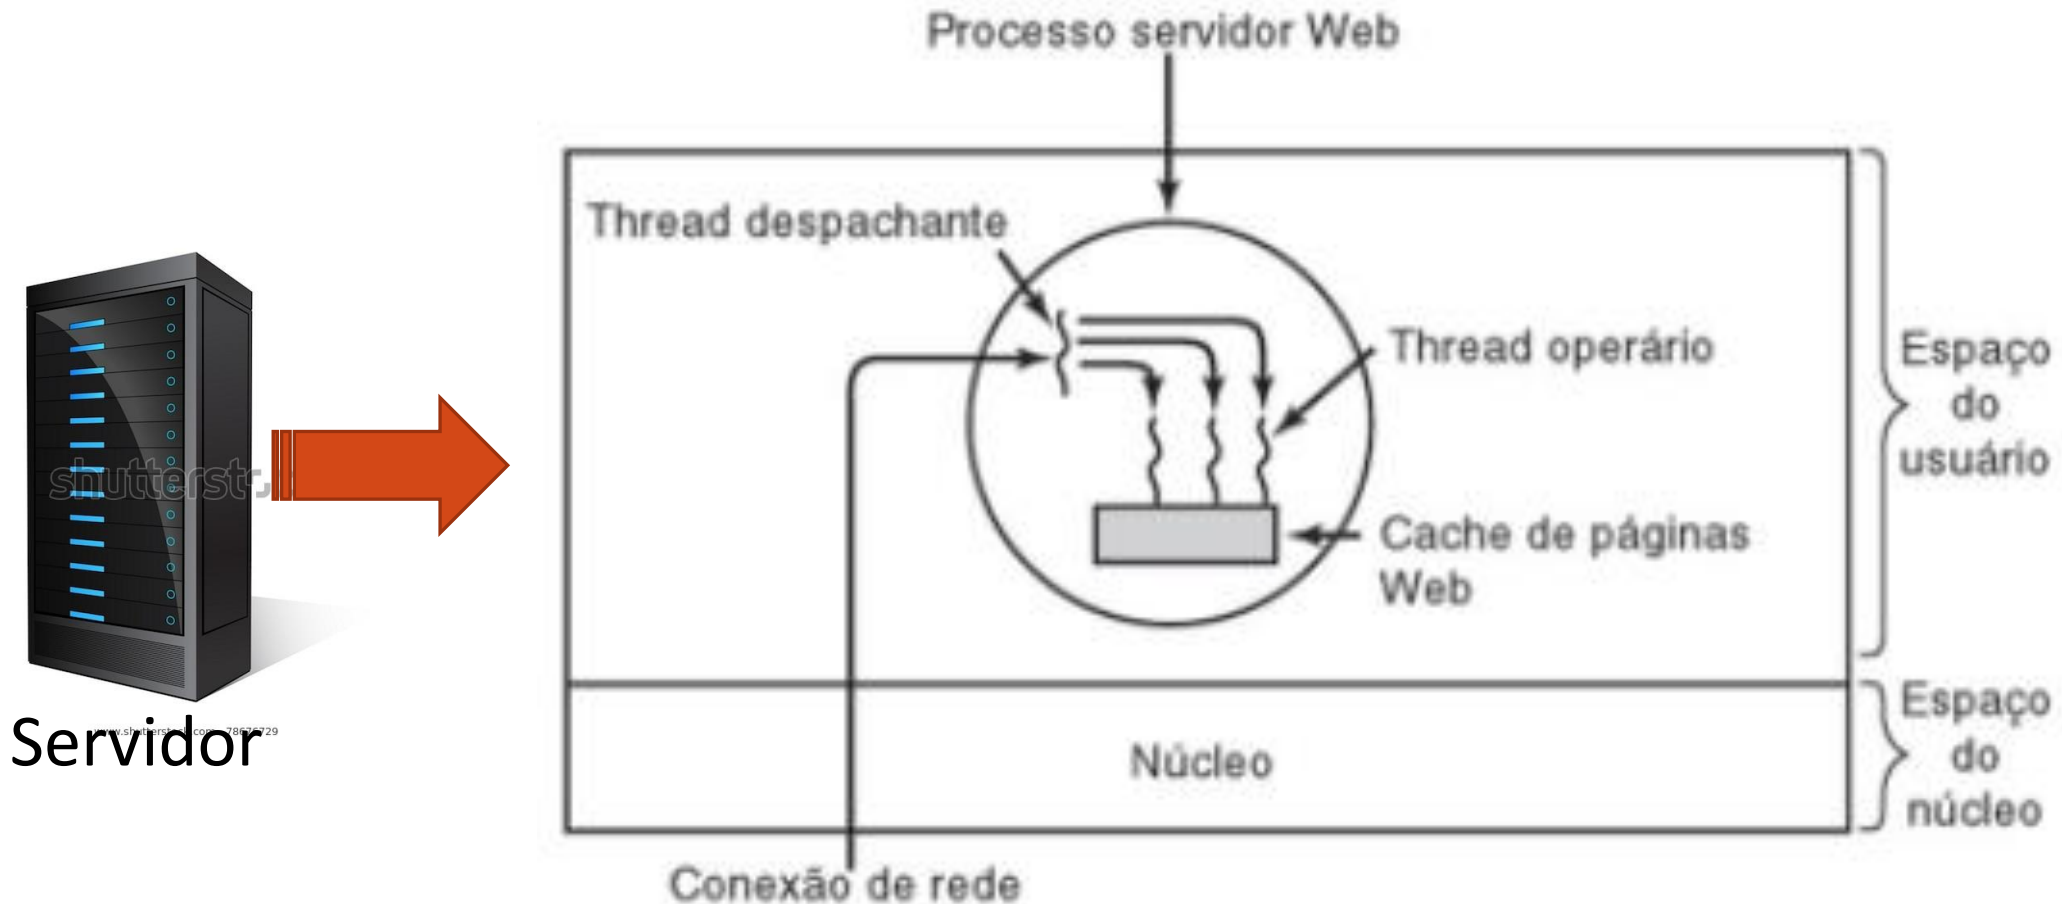 Processo servidor Web
Thread despachante
Thread operário
Espaço
do
usuário
Cache de páginas
Web
Espaço
do
núcleo
Núcleo
Conexão de rede
shutterst
Servidor